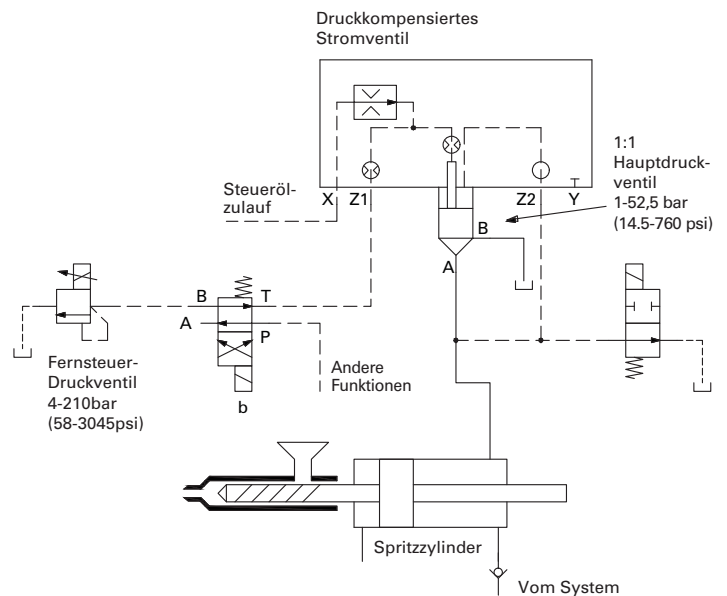 Druckkompensiertes
Stromventil
1:1
Hauptdruck-
ventil
1-52,5 bar
(14.5-760 psi)
Steueröl-
zulauf
X
Z1
Z2
Y
B
A
B
T
A
P
b
Andere
Funktionen
Fernsteuer-
Druckventil
4-210bar
(58-3045psi)
Spritzzylinder
Vom System